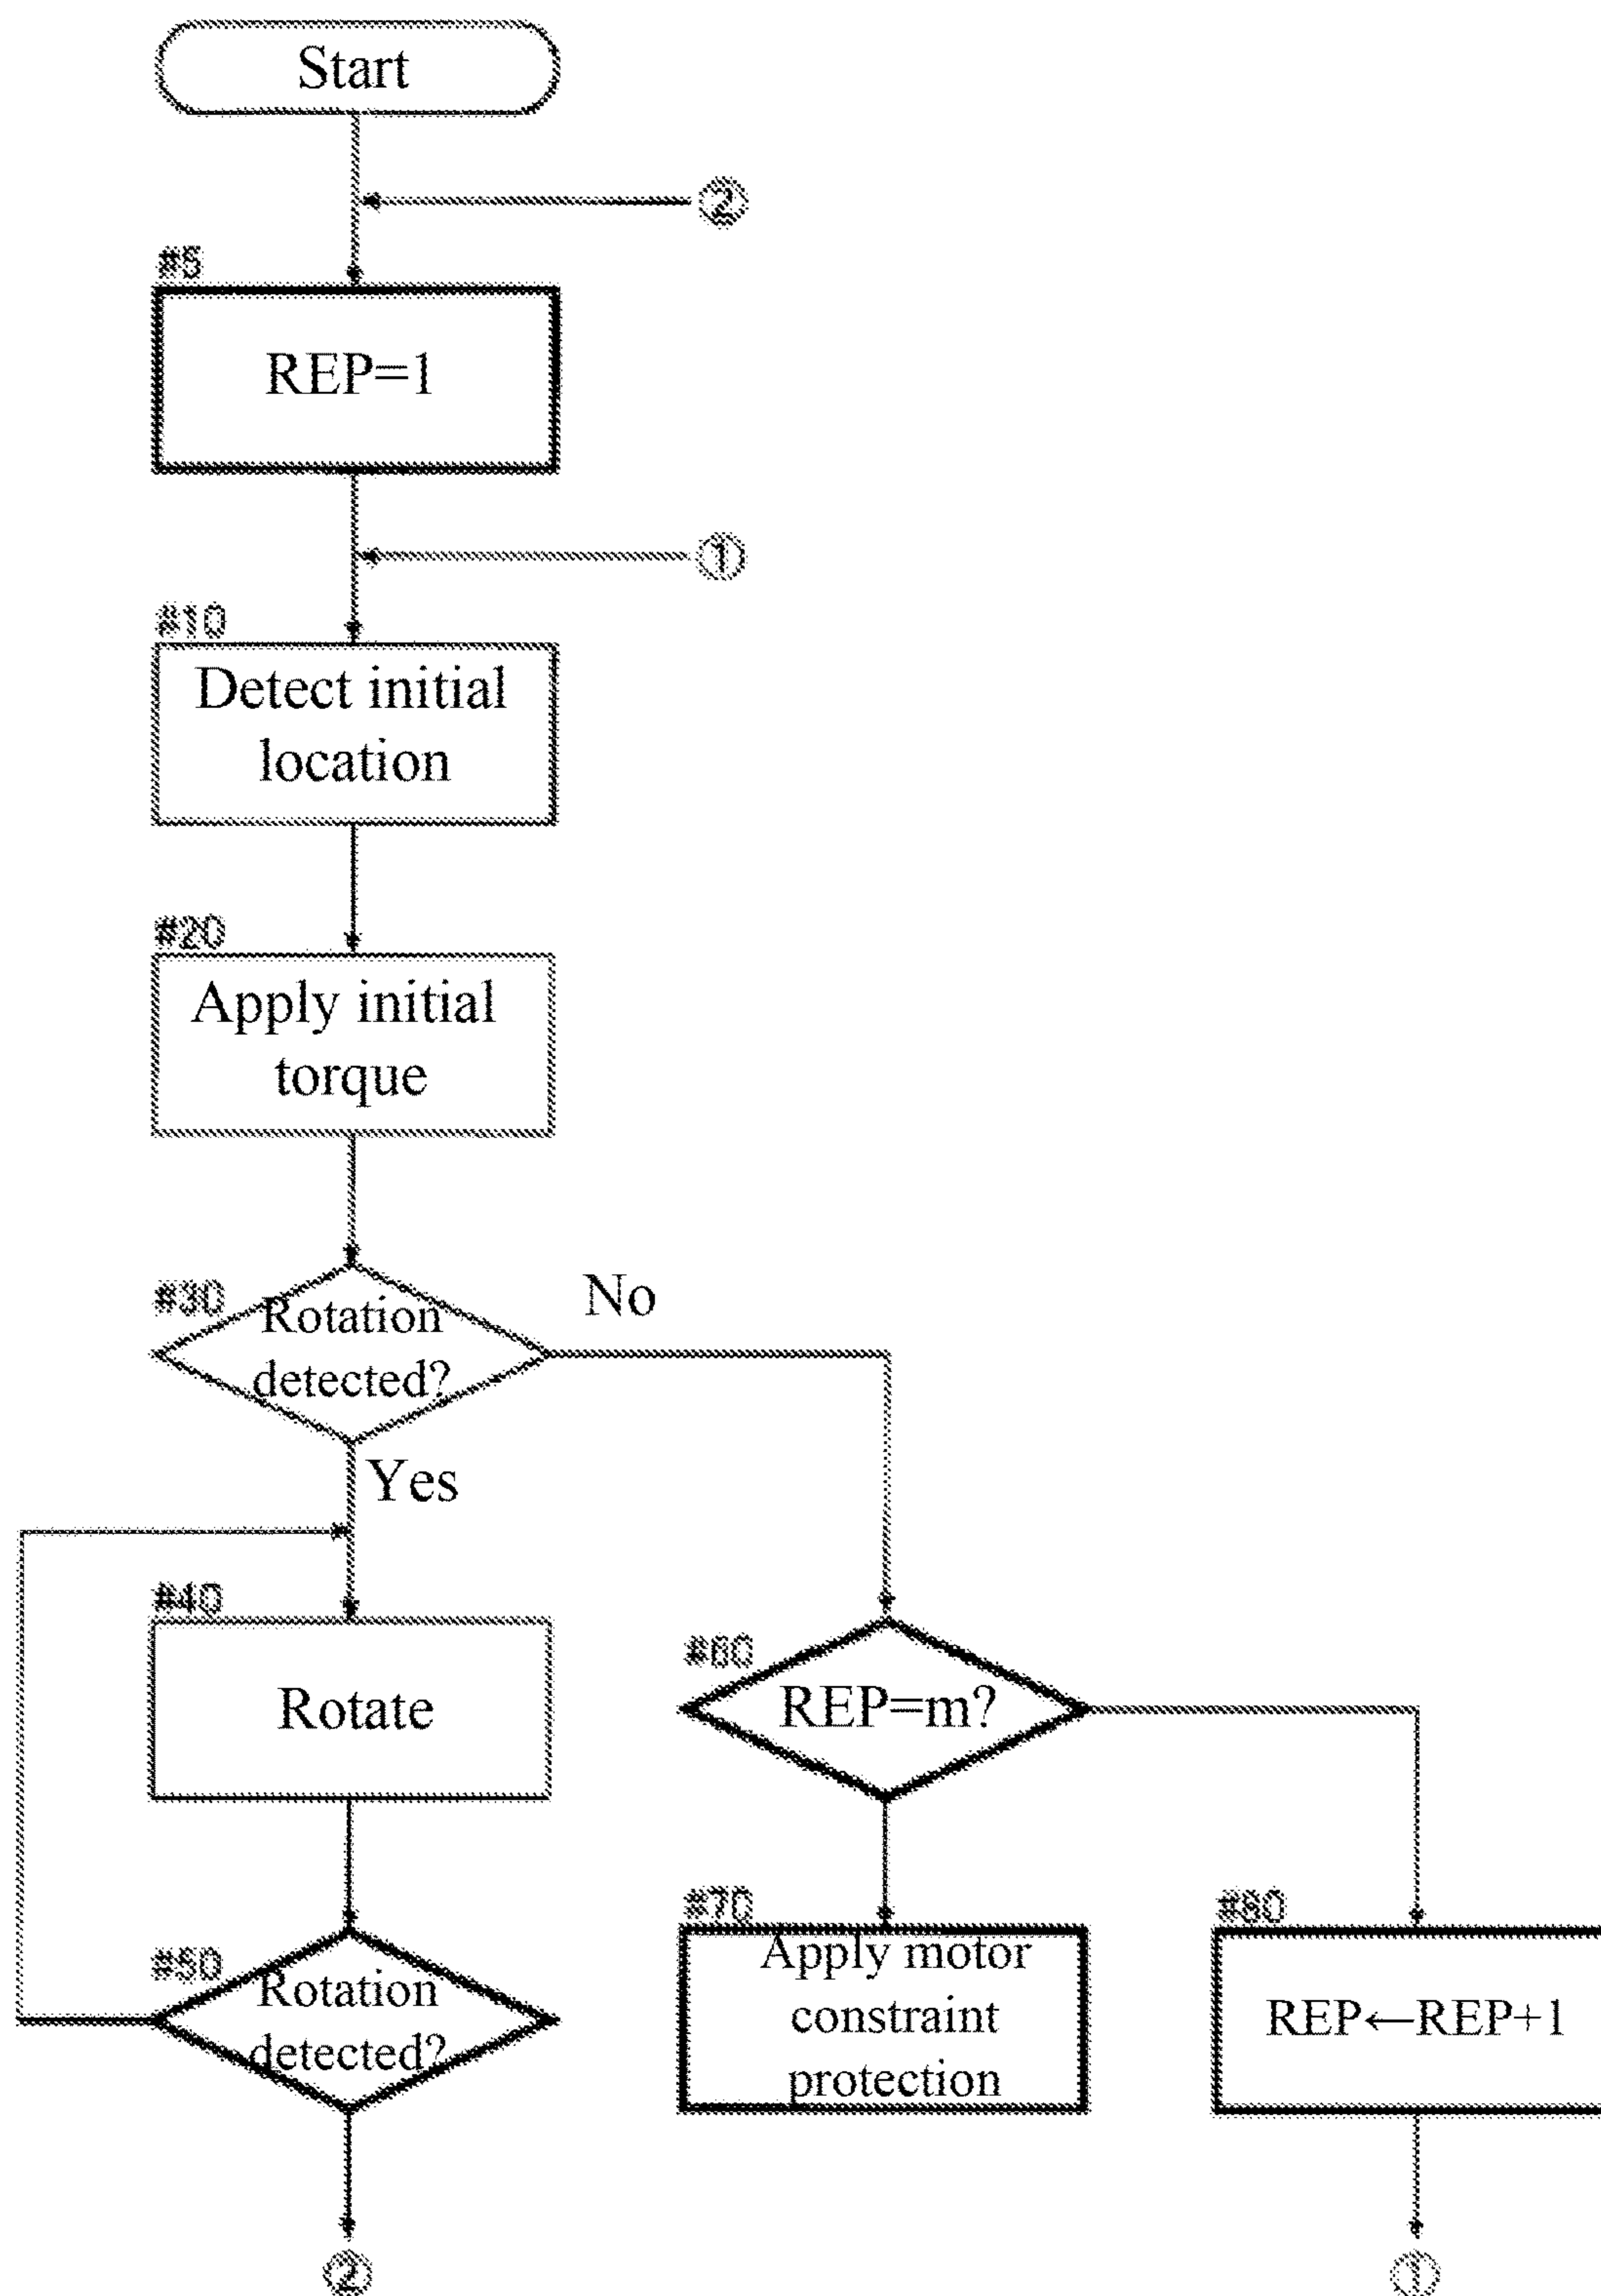 Start
②
#5
REP=1
①
#10
Detect initial
location
#20
Apply initial
torque
#30
Rotation
detected?
No
Yes
#40
Rotate
#60
REP=m?
#50
Rotation
detected?
#70
Apply motor
constraint
protection
#80
REP←REP+1
②
①